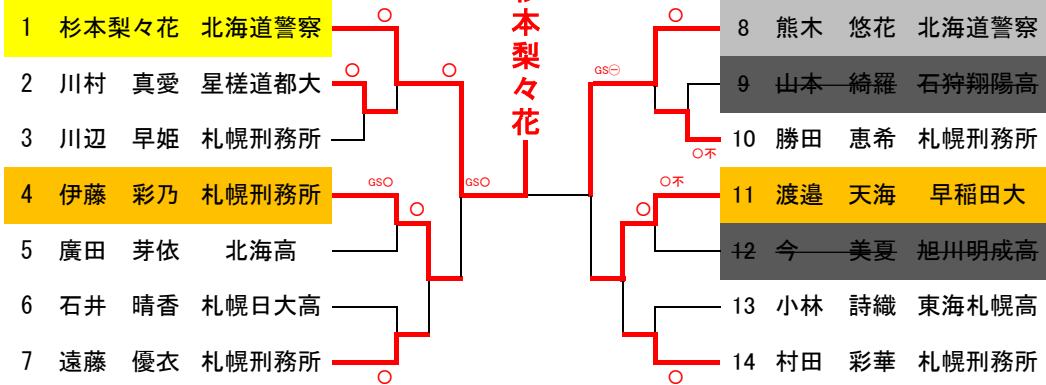 杉本梨々花
1 杉本梨々花 北海道警察
2 川村 真愛 星槎道都大
3 川辺 早姫 札幌刑務所
4 伊藤 彩乃 札幌刑務所
5 廣田 芽依 北海高
6 石井 晴香 札幌日大高
7 遠藤 優衣 札幌刑務所
〇
〇
〇
GS〇
GS〇
〇
〇
〇
GS㊀
〇不
〇不
〇
〇
8 熊木 悠花 北海道警察
9 山本 綺羅 石狩翔陽高
10 勝田 恵希 札幌刑務所
11 渡邉 天海 早稲田大
12 今 美夏 旭川明成高
13 小林 詩織 東海札幌高
14 村田 彩華 札幌刑務所